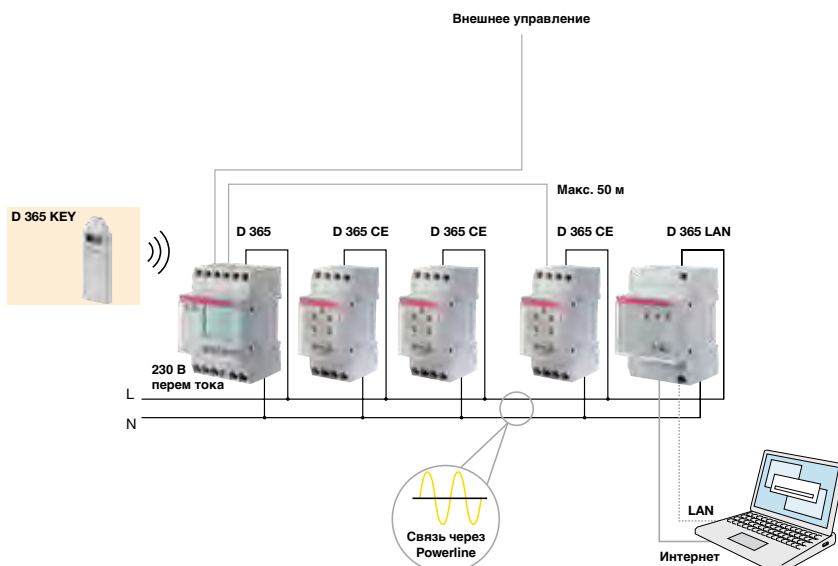 Внешнее управление
Макс. 50 м
D 365 KEY
D 365
D 365 CE
D 365 CE
D 365 CE
D 365 LAN
230 В
перем тока
L
N
Связь через
Powerline
LAN
Интернет